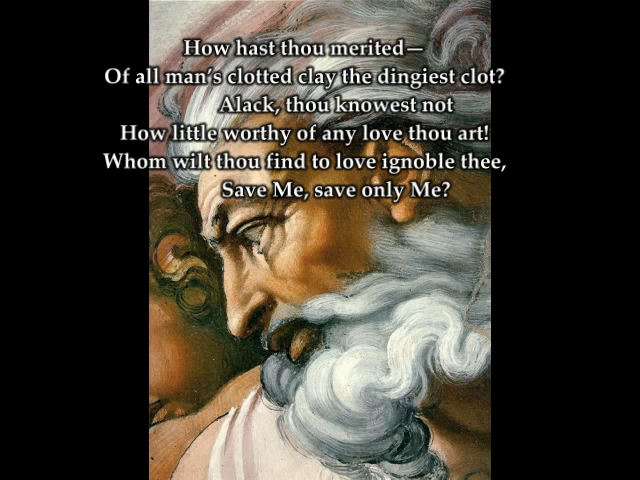 How hast thou merited—
Of all man's clotted clay the dingiest clot?
Alack, thou knowest not
How little worthy of any love thou art!
Whom wilt thou find to love ignoble thee,
Save Me, save only Me?